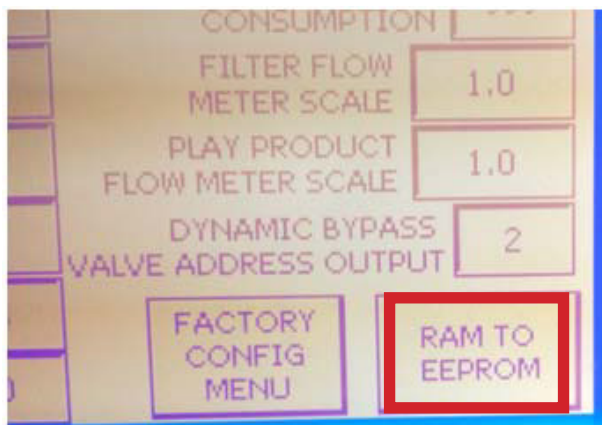 CONSUMPTION
FILTER FLOW
METER SCALE
1.0
PLAY PRODUCT
FLOW METER SCALE
1.0
DYNAMIC BYPASS
VALVE ADDRESS OUTPUT
2
FACTORY
CONFIG
MENU
RAM TO
EEPROM